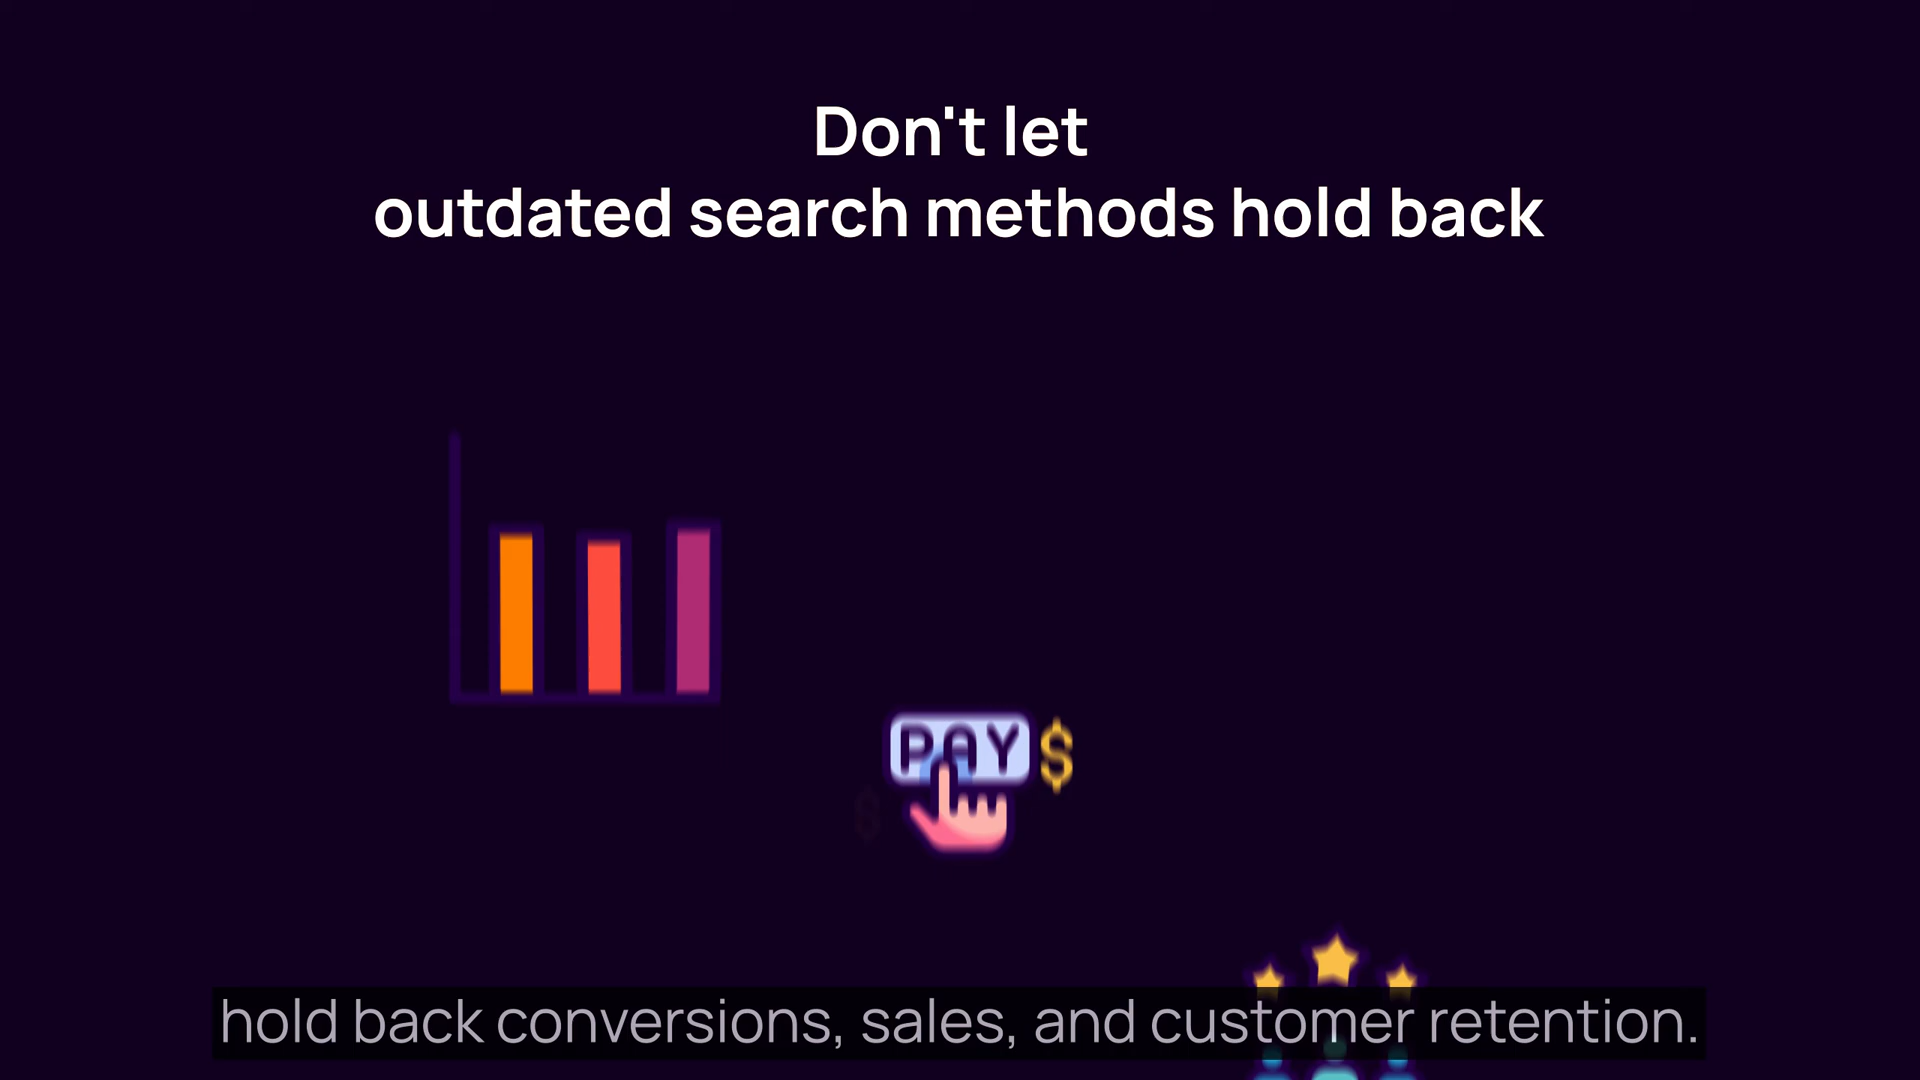 Don't let
outdated search methods hold back
PAY $
$
hold back conversions, sales, and customer retention.